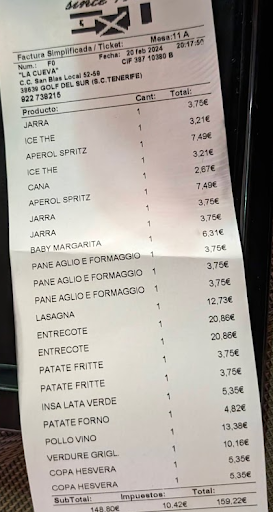 since 19
Factura Simplificada / Ticket: Mesa:11 A
Num.: F0 Fecha: 20 feb 2024 20:17:50
"LA CUEVA" CIF 387 10380 B
C.C. San Blas Local 52-59
38639 GOLF DEL SUR (S.C.TENERIFE)
922 738215
Producto: Cant: Total:
JARRA 1 3,75€
ICE THE 1 3,21€
APEROL SPRITZ 1 7,49€
ICE THE 1 3,21€
CANA 1 2,67€
APEROL SPRITZ 1 7,49€
JARRA 1 3,75€
JARRA 1 3,75€
BABY MARGARITA 1 6,31€
PANE AGLIO E FORMAGGIO 1 3,75€
PANE AGLIO E FORMAGGIO 1 3,75€
PANE AGLIO E FORMAGGIO 1 3,75€
LASAGNA 1 12,73€
ENTRECOTE 1 20,86€
ENTRECOTE 1 20,86€
PATATE FRITTE 1 3,75€
PATATE FRITTE 1 3,75€
INSA LATA VERDE 1 5,35€
PATATE FORNO 1 4,82€
POLLO VINO 1 13,38€
VERDURE GRIGL. 1 10,16€
COPA HESVERA 1 5,35€
COPA HESVERA 1 5,35€
SubTotal: Impuestos: Total:
148,80€ 10,42€ 159,22€